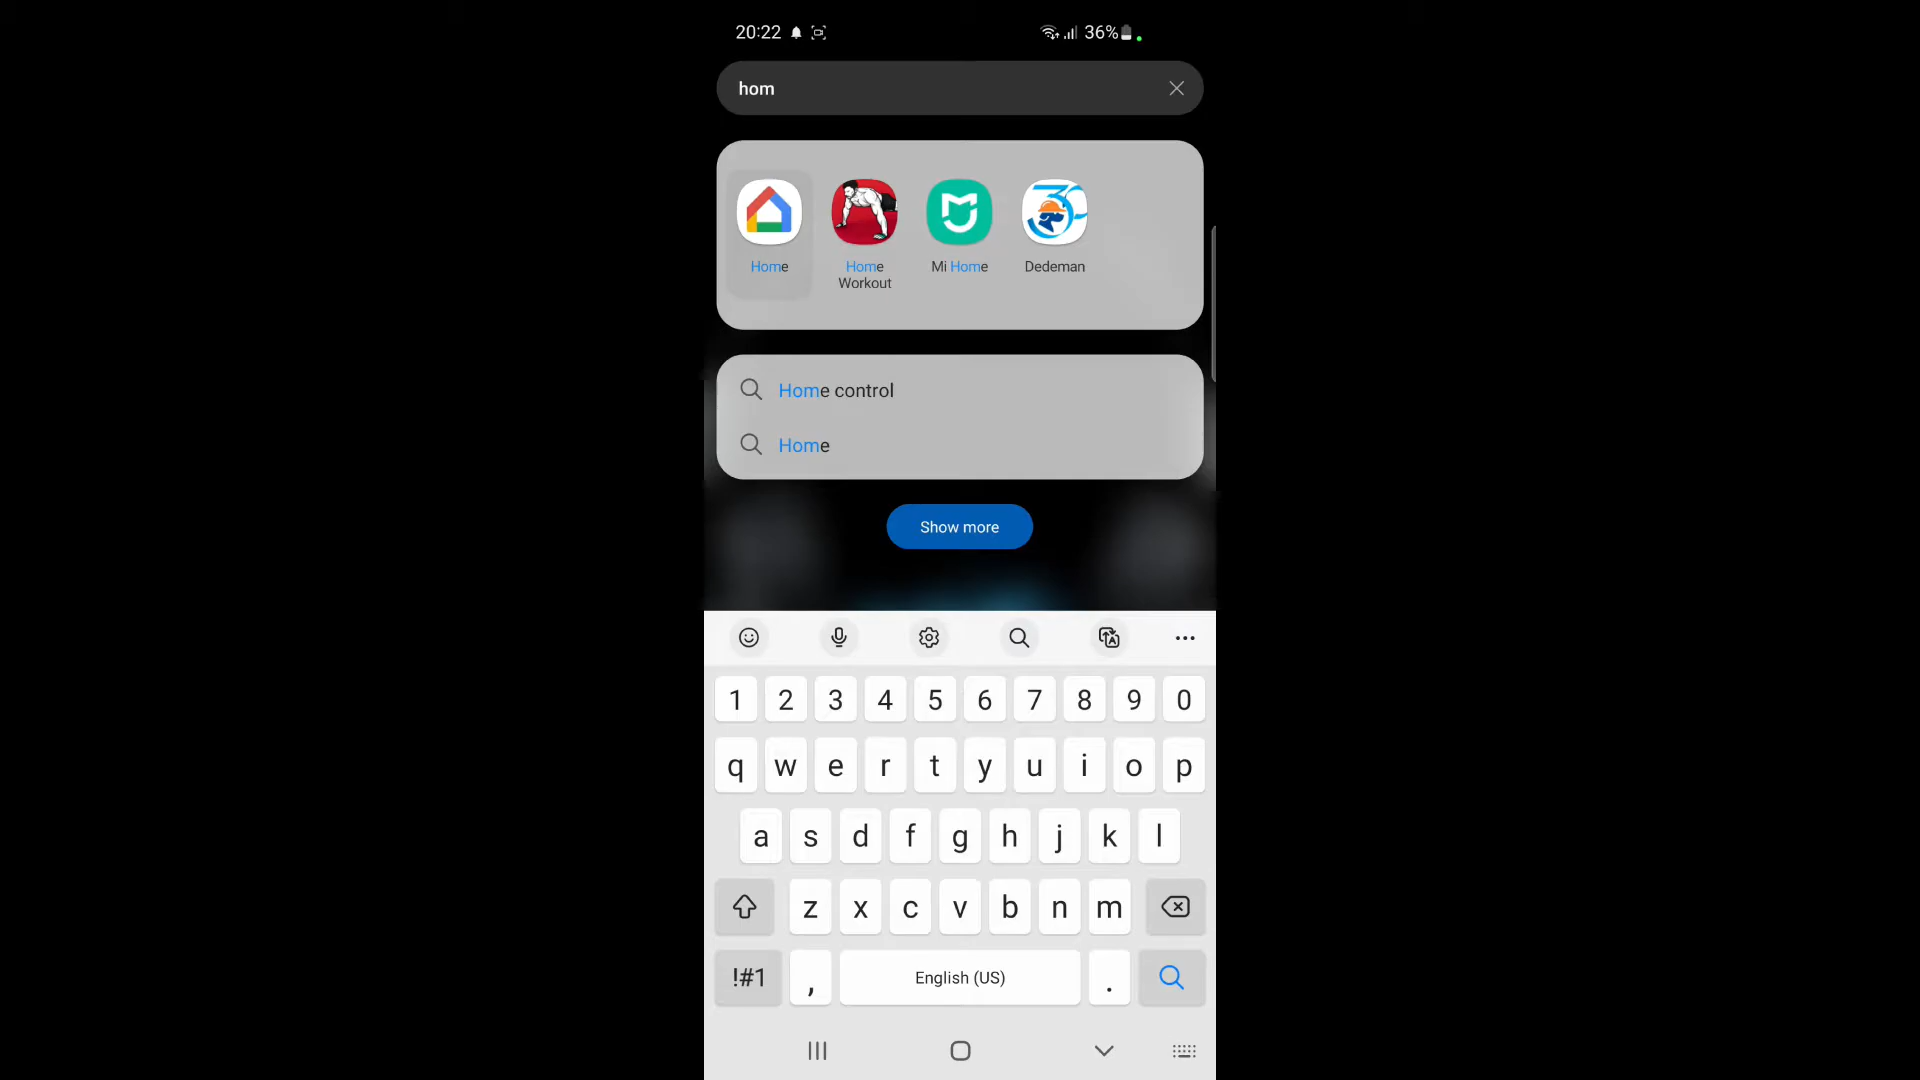 20:22
36%
hom
Home
Home
Workout
Mi Home
Dedeman
Home control
Home
Show more
1 2 3 4 5 6 7 8 9 0
q w e r t y u i o p
a s d f g h j k l
z x c v b n m
!#1 , English (US) .